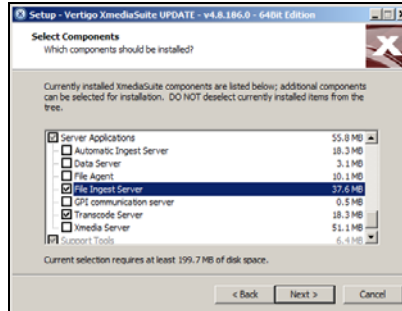 Setup - Vertigo XmediaSuite UPDATE - v4.8.186.0 - 64Bit Edition
Select Components
Which components should be installed?
Currently installed XmediaSuite components are listed below; additional components
can be selected for installation. DO NOT deselect currently installed items from the
tree.
Server Applications 55.8 MB
Automatic Ingest Server 18.3 MB
Data Server 3.1 MB
File Agent 10.1 MB
File Ingest Server 37.6 MB
GPI communication server 0.5 MB
Transcode Server 18.3 MB
Xmedia Server 51.1 MB
Support Tools 6.4 MB
Current selection requires at least 199.7 MB of disk space.
< Back Next > Cancel